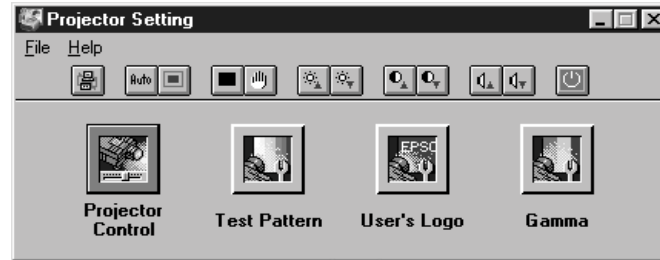 Projector Setting
File Help
Auto
EPSO
Projector
Control
Test Pattern
User's Logo
Gamma